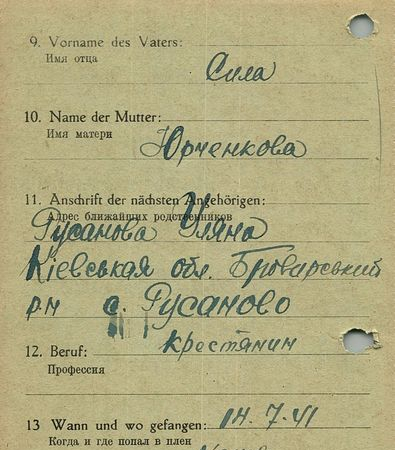 9. Vorname des Vaters:
Имя отца
Сила
10. Name der Mutter:
Имя матери
Юрченкова
11. Anschrift der nächsten Angehörigen:
Адрес ближайших родственников
Русанова Уляна
Кіевськая обл. Броварський
р-н с. Русаново
12. Beruf: крестянин
Профессия
13 Wann und wo gefangen: 14.7.41
Когда и где попал в плен